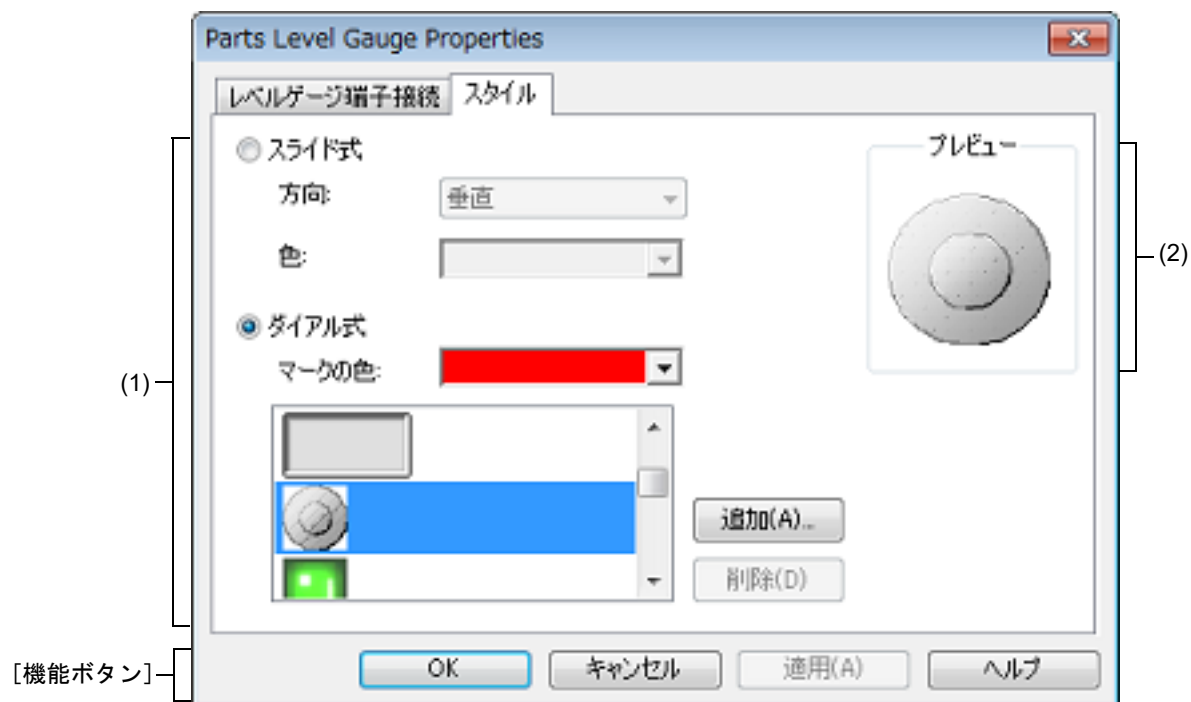 Parts Level Gauge Properties
レベルゲージ端子接続 スタイル
スライド式
方向: 垂直
色:
プレビュー
(2)
ダイアル式
マークの色:
(1)
追加(A)...
削除(D)
[機能ボタン]
OK キャンセル 適用(A) ヘルプ